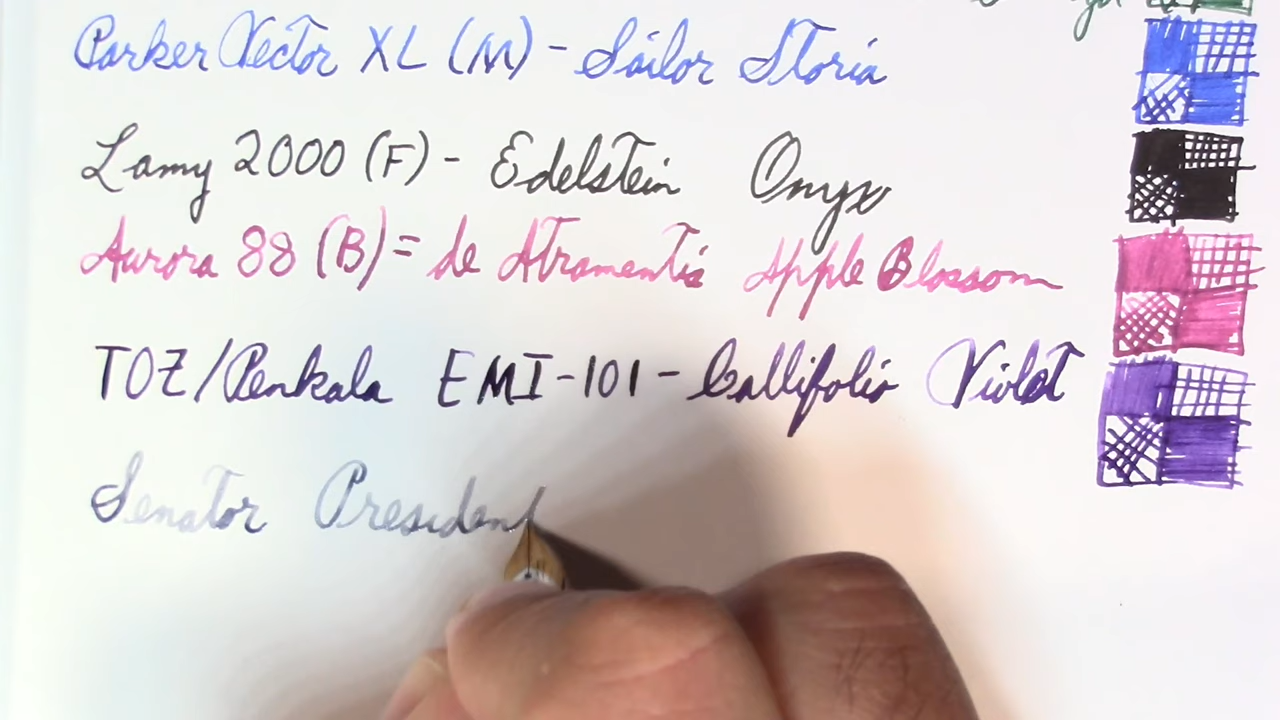 Parker Vector XL (M) - Sailor Storia
Lamy 2000 (F) - Edelstein Onyx
Aurora 88 (B) = de Atramentis Apple Blossom
TOZ/Penkala EMI-101 - Callifolio Violet
Senator President